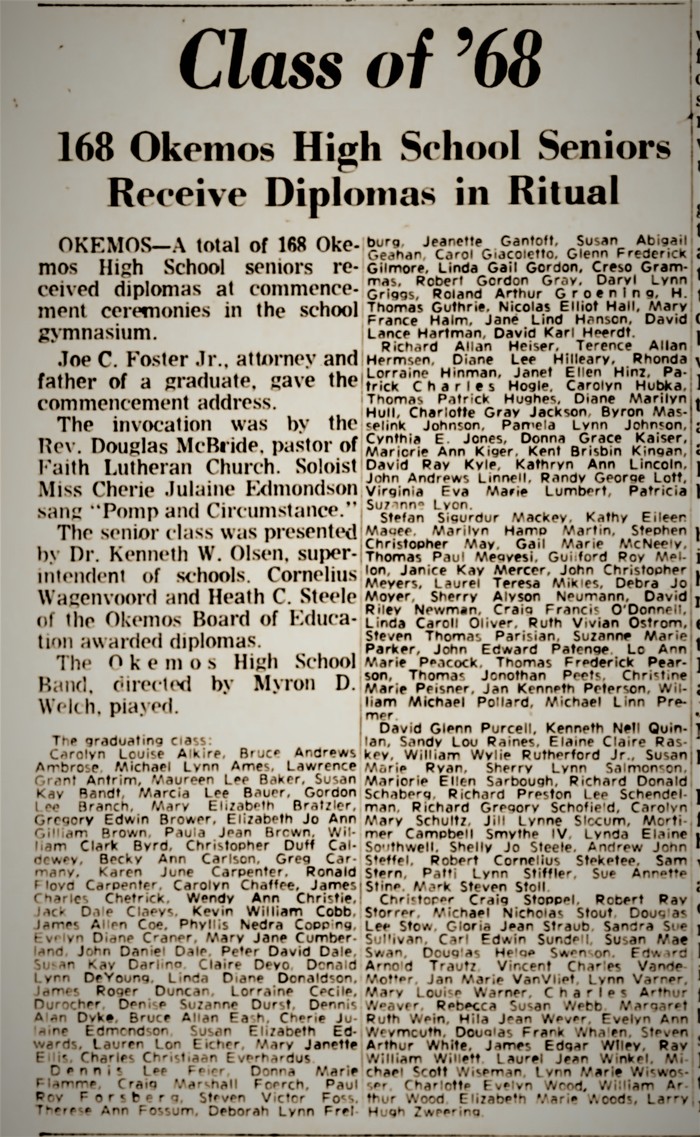 Class of '68
168 Okemos High School Seniors
Receive Diplomas in Ritual
OKEMOS—A total of 168 Oke-
mos High School seniors re-
ceived diplomas at commence-
ment ceremonies in the school
gymnasium.
Joe C. Foster Jr., attorney and
father of a graduate, gave the
commencement address.
The invocation was by the
Rev. Douglas McBride, pastor of
Faith Lutheran Church. Soloist
Miss Cherie Julaine Edmondson
sang "Pomp and Circumstance."
The senior class was presented
by Dr. Kenneth W. Olsen, super-
intendent of schools. Cornelius
Wagenvoord and Heath C. Steele
of the Okemos Board of Educa-
tion awarded diplomas.
The Okemos High School
Band, directed by Myron D.
Welch, played.
The graduating class:
Carolyn Louise Alkire, Bruce Andrews
Ambrose, Michael Lynn Ames, Lawrence
Grant Antrim, Maureen Lee Baker, Susan
Kay Bandt, Marcia Lee Bauer, Gordon
Lee Branch, Mary Elizabeth Bratzler,
Gregory Edwin Brower, Elizabeth Jo Ann
Gilliam Brown, Paula Jean Brown, Wil-
liam Clark Byrd, Christopher Duff Cal-
dewey, Becky Ann Carlson, Greg Car-
many, Karen June Carpenter, Ronald
Floyd Carpenter, Carolyn Chaffee, James
Charles Chetrick, Wendy Ann Christie,
Jack Dale Claeys, Kevin William Cobb,
James Allen Coe, Phyllis Nedra Copping,
Evelyn Diane Craner, Mary Jane Cumber-
land, John Daniel Dale, Peter David Dale,
Susan Kay Darling, Claire Devo, Donald
Lynn DeYoung, Linda Diane Donaldson,
James Roger Duncan, Lorraine Cecile,
Durocher, Denise Suzanne Durst, Dennis
Alan Dyke, Bruce Allan Eash, Cherie Ju-
laine Edmondson, Susan Elizabeth Ed-
wards, Lauren Lon Eicher, Mary Janette
Ellis, Charles Christiaan Everhardus.
Dennis Lee Feier, Donna Marie
Flamme, Craig Marshall Foerch, Paul
Roy Forsberg, Steven Victor Foss,
Therese Ann Fossum, Deborah Lynn Frei-
burg, Jeanette Gantoft, Susan Abigail
Geahan, Carol Giacoletto, Glenn Frederick
Gilmore, Linda Gail Gordon, Creso Gram-
mas, Robert Gordon Gray, Daryl Lynn
Griggs, Roland Arthur Groening, H.
Thomas Guthrie, Nicolas Elliot Hall, Mary
France Halm, Jane Lind Hanson, David
Lance Hartman, David Karl Heerdt.
Richard Allan Heiser, Terence Allan
Hermsen, Diane Lee Hilleary, Rhonda
Lorraine Hinman, Janet Ellen Hinz, Pa-
trick Charles Hogle, Carolyn Hubka,
Thomas Patrick Hughes, Diane Marilyn
Hull, Charlotte Gray Jackson, Byron Mas-
selink Johnson, Pamela Lynn Johnson,
Cynthia E. Jones, Donna Grace Kaiser,
Marjorie Ann Kiger, Kent Brisbin Kingan,
David Ray Kyle, Kathryn Ann Lincoln,
John Andrews Linnell, Randy George Lott,
Virginia Eva Marie Lumbert, Patricia
Suzanne Lyon.
Stefan Sigurdur Mackey, Kathy Eileen
Magee, Marilyn Hamp Martin, Stephen
Christopher May, Gail Marie McNeely,
Thomas Paul Megyesi, Guilford Roy Mel-
lon, Janice Kay Mercer, John Christopher
Meyers, Laurel Teresa Mikles, Debra Jo
Moyer, Sherry Alyson Neumann, David
Riley Newman, Craig Francis O'Donnell,
Linda Caroll Oliver, Ruth Vivian Ostrom,
Steven Thomas Parisian, Suzanne Marie
Parker, John Edward Patenge, Lo Ann
Marie Peacock, Thomas Frederick Pear-
son, Thomas Jonothan Peets, Christine
Marie Peisner, Jan Kenneth Peterson, Wil-
liam Michael Pollard, Michael Linn Pre-
mer.
David Glenn Purcell, Kenneth Nell Quin-
lan, Sandy Lou Raines, Elaine Claire Ras-
key, William Wylie Rutherford Jr., Susan
Marie Ryan, Sherry Lynn Salmonson,
Marjorie Ellen Sarbough, Richard Donald
Schaberg, Richard Preston Lee Schendel-
man, Richard Gregory Schofield, Carolyn
Mary Schultz, Jill Lynne Slocum, Morti-
mer Campbell Smythe IV, Lynda Elaine
Southwell, Shelly Jo Steele, Andrew John
Steffel, Robert Cornelius Steketee, Sam
Stern, Patti Lynn Stiffler, Sue Annette
Stine, Mark Steven Stoll.
Christoper Craig Stoppel, Robert Ray
Storrer, Michael Nicholas Stout, Douglas
Lee Stow, Gloria Jean Straub, Sandra Sue
Sullivan, Carl Edwin Sundell, Susan Mae
Swan, Douglas Helge Swenson, Edward
Arnold Trautz, Vincent Charles Vande-
Motter, Jan Marie VanVliet, Lynn Varner,
Mary Louise Warner, Charles Arthur
Weaver, Rebecca Susan Webb, Margaret
Ruth Wein, Hila Jean Wever, Evelyn Ann
Weymouth, Douglas Frank Whalen, Steven
Arthur White, James Edgar Wiley, Ray
William Willett, Laurel Jean Winkel, Mi-
chael Scott Wiseman, Lynn Marie Wiswos-
ser, Charlotte Evelyn Wood, William Ar-
thur Wood, Elizabeth Marie Woods, Larry
Hugh Zweering.